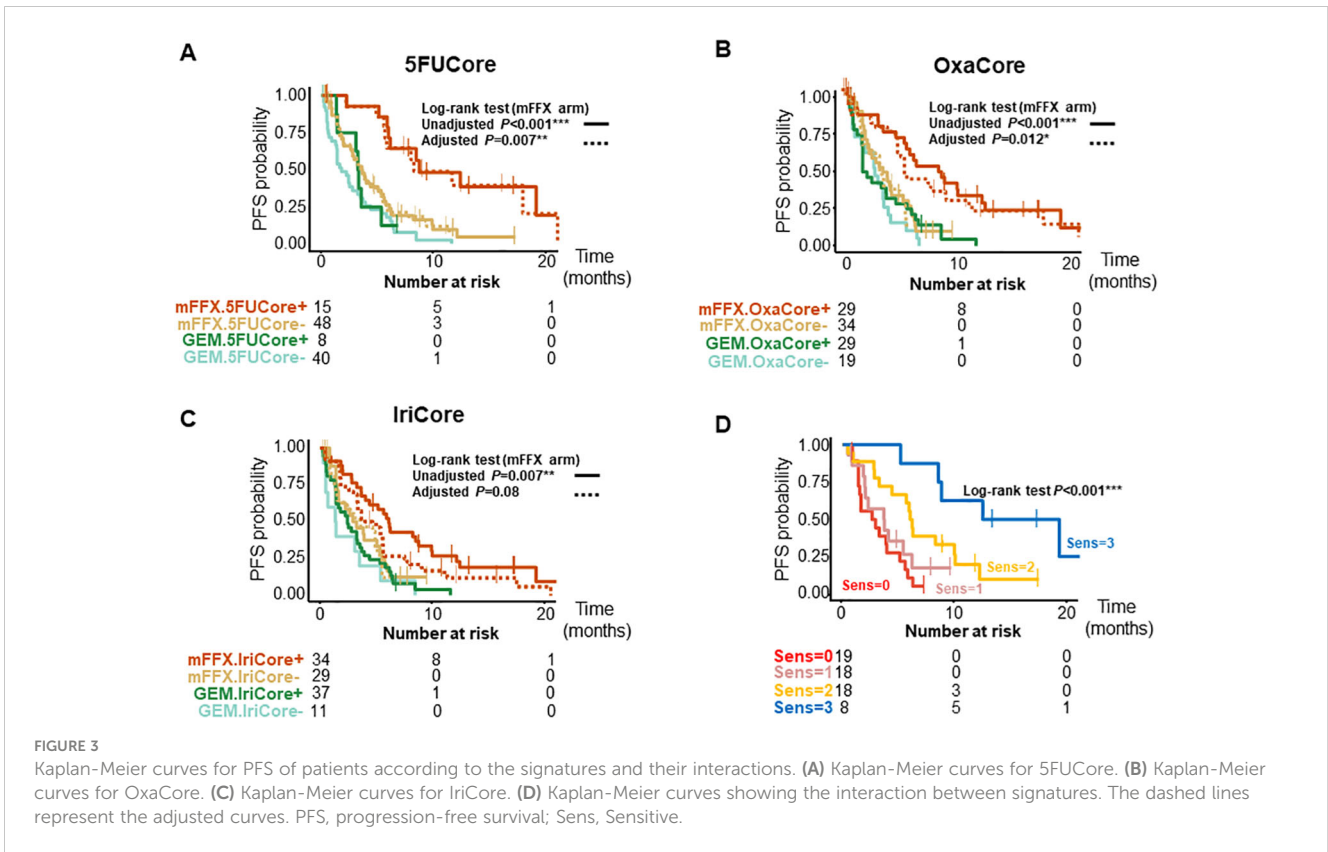 A
5FUCore
Log-rank test (mFFX arm)
Unadjusted P<0.001***
Adjusted P=0.007**
PFS probability
1.00
0.75
0.50
0.25
0.00
0 10 20
Time (months)
Number at risk
mFFX.5FUCore+ 15 5 1
mFFX.5FUCore- 48 3 0
GEM.5FUCore+ 8 0 0
GEM.5FUCore- 40 1 0
B
OxaCore
Log-rank test (mFFX arm)
Unadjusted P<0.001***
Adjusted P=0.012*
PFS probability
1.00
0.75
0.50
0.25
0.00
0 10 20
Time (months)
Number at risk
mFFX.OxaCore+ 29 8 0
mFFX.OxaCore- 34 0 0
GEM.OxaCore+ 29 1 0
GEM.OxaCore- 19 0 0
C
IriCore
Log-rank test (mFFX arm)
Unadjusted P=0.007**
Adjusted P=0.08
PFS probability
1.00
0.75
0.50
0.25
0.00
0 10 20
Time (months)
Number at risk
mFFX.IriCore+ 34 8 1
mFFX.IriCore- 29 0 0
GEM.IriCore+ 37 1 0
GEM.IriCore- 11 0 0
D
Log-rank test P<0.001***
PFS probability
1.00
0.75
0.50
0.25
0.00
Sens=3
Sens=2
Sens=0
Sens=1
0 10 20
Time (months)
Number at risk
Sens=0 19 0 0
Sens=1 18 0 0
Sens=2 18 3 0
Sens=3 8 5 1
FIGURE 3
Kaplan-Meier curves for PFS of patients according to the signatures and their interactions. (A) Kaplan-Meier curves for 5FUCore. (B) Kaplan-Meier
curves for OxaCore. (C) Kaplan-Meier curves for IriCore. (D) Kaplan-Meier curves showing the interaction between signatures. The dashed lines
represent the adjusted curves. PFS, progression-free survival; Sens, Sensitive.